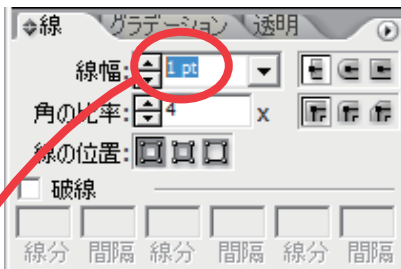 線 グラデーション 透明
線幅: 1 pt
角の比率: 4 x
線の位置:
破線
線分 間隔 線分 間隔 線分 間隔